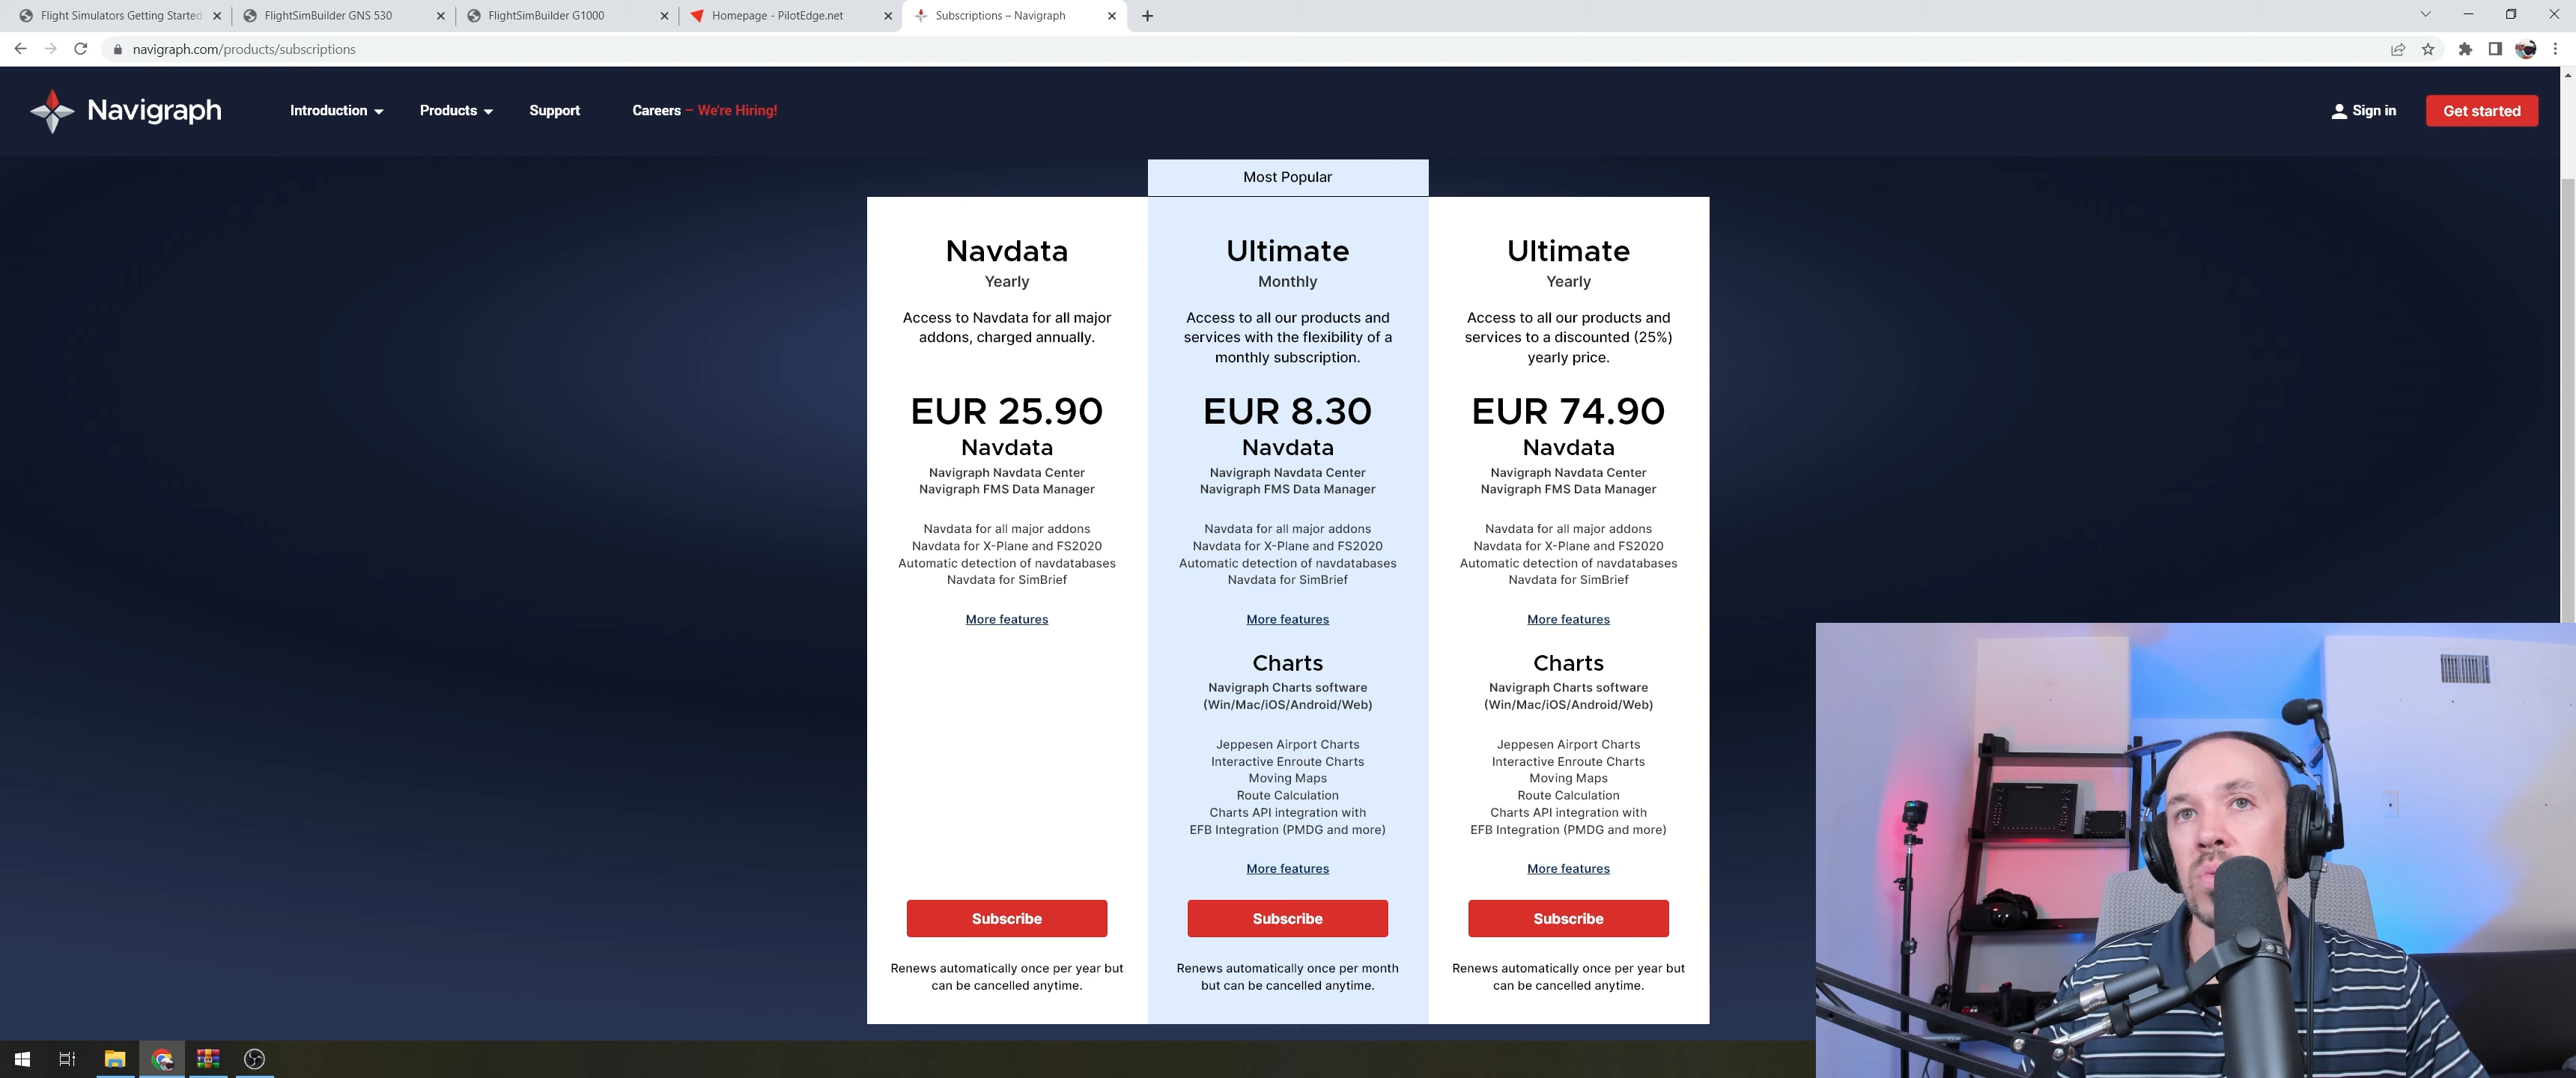 Flight Simulators Getting Started
FlightSimBuilder GNS 530
FlightSimBuilder G1000
Homepage - PilotEdge.net
Subscriptions – Navigraph
navigraph.com/products/subscriptions
Navigraph
Introduction
Products
Support
Careers – We're Hiring!
Sign in
Get started
Most Popular
Navdata
Yearly
Access to Navdata for all major
addons, charged annually.
EUR 25.90
Navdata
Navigraph Navdata Center
Navigraph FMS Data Manager
Navdata for all major addons
Navdata for X-Plane and FS2020
Automatic detection of navdatabases
Navdata for SimBrief
More features
Subscribe
Renews automatically once per year but
can be cancelled anytime.
Ultimate
Monthly
Access to all our products and
services with the flexibility of a
monthly subscription.
EUR 8.30
Navdata
Navigraph Navdata Center
Navigraph FMS Data Manager
Navdata for all major addons
Navdata for X-Plane and FS2020
Automatic detection of navdatabases
Navdata for SimBrief
More features
Charts
Navigraph Charts software
(Win/Mac/iOS/Android/Web)
Jeppesen Airport Charts
Interactive Enroute Charts
Moving Maps
Route Calculation
Charts API integration with
EFB Integration (PMDG and more)
More features
Subscribe
Renews automatically once per month
but can be cancelled anytime.
Ultimate
Yearly
Access to all our products and
services to a discounted (25%)
yearly price.
EUR 74.90
Navdata
Navigraph Navdata Center
Navigraph FMS Data Manager
Navdata for all major addons
Navdata for X-Plane and FS2020
Automatic detection of navdatabases
Navdata for SimBrief
More features
Charts
Navigraph Charts software
(Win/Mac/iOS/Android/Web)
Jeppesen Airport Charts
Interactive Enroute Charts
Moving Maps
Route Calculation
Charts API integration with
EFB Integration (PMDG and more)
More features
Subscribe
Renews automatically once per year but
can be cancelled anytime.